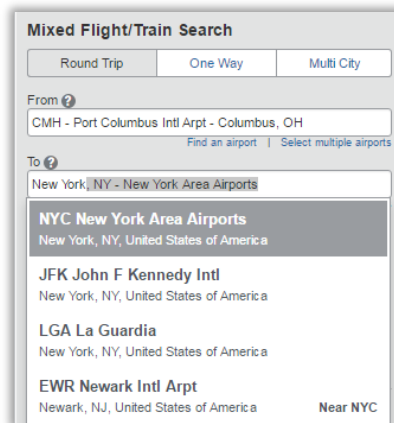 Mixed Flight/Train Search
Round Trip One Way Multi City
From ?
CMH - Port Columbus Intl Arpt - Columbus, OH
Find an airport | Select multiple airports
To ?
New York, NY - New York Area Airports
NYC New York Area Airports
New York, NY, United States of America
JFK John F Kennedy Intl
New York, NY, United States of America
LGA La Guardia
New York, NY, United States of America
EWR Newark Intl Arpt
Newark, NJ, United States of America Near NYC